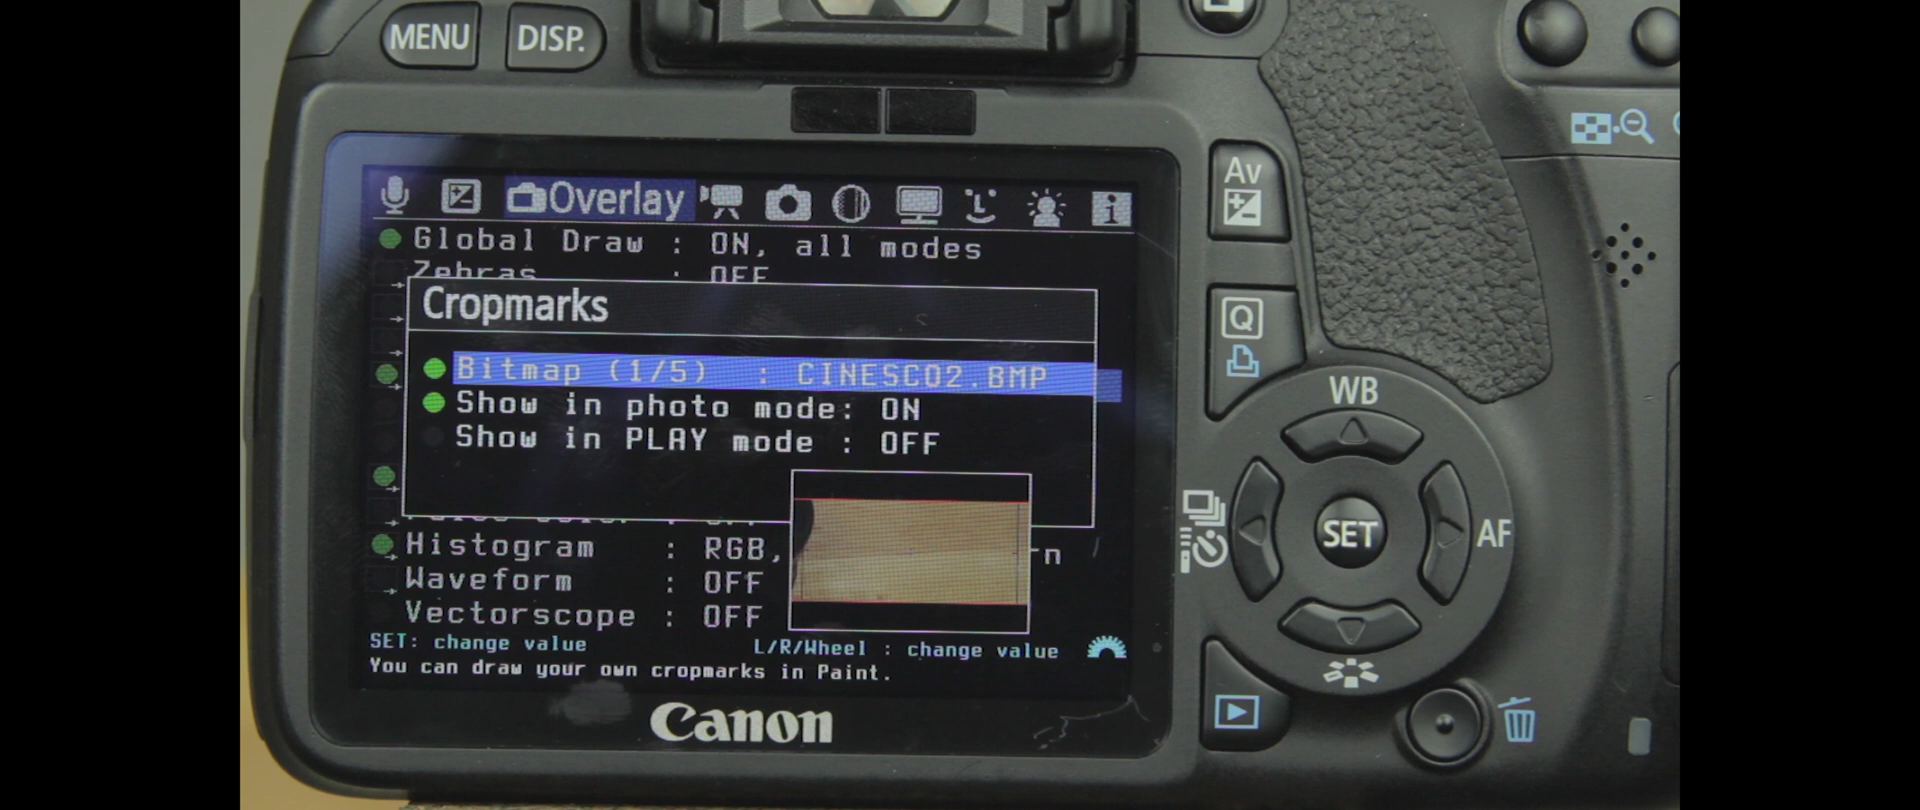 MENU DISP.
Overlay
Global Draw : ON, all modes
Zebras : OFF
Cropmarks
Bitmap (1/5) : CINESCO2.BMP
Show in photo mode: ON
Show in PLAY mode : OFF
Histogram : RGB,
Waveform : OFF
Vectorscope : OFF
SET: change value L/R/Wheel : change value
You can draw your own cropmarks in Paint.
Canon
Av
Q
WB
SET
AF